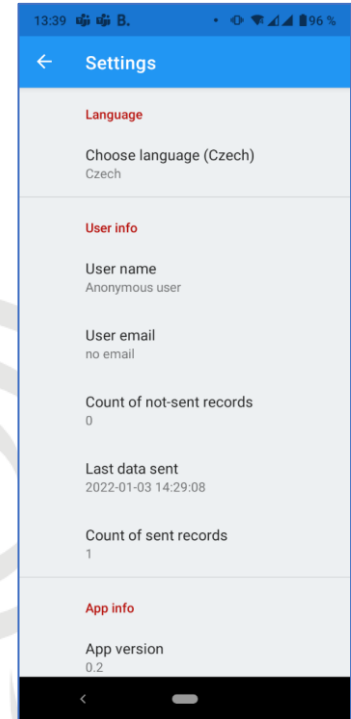 13:39 B. 96 %
Settings
Language
Choose language (Czech)
Czech
User info
User name
Anonymous user
User email
no email
Count of not-sent records
0
Last data sent
2022-01-03 14:29:08
Count of sent records
1
App info
App version
0.2